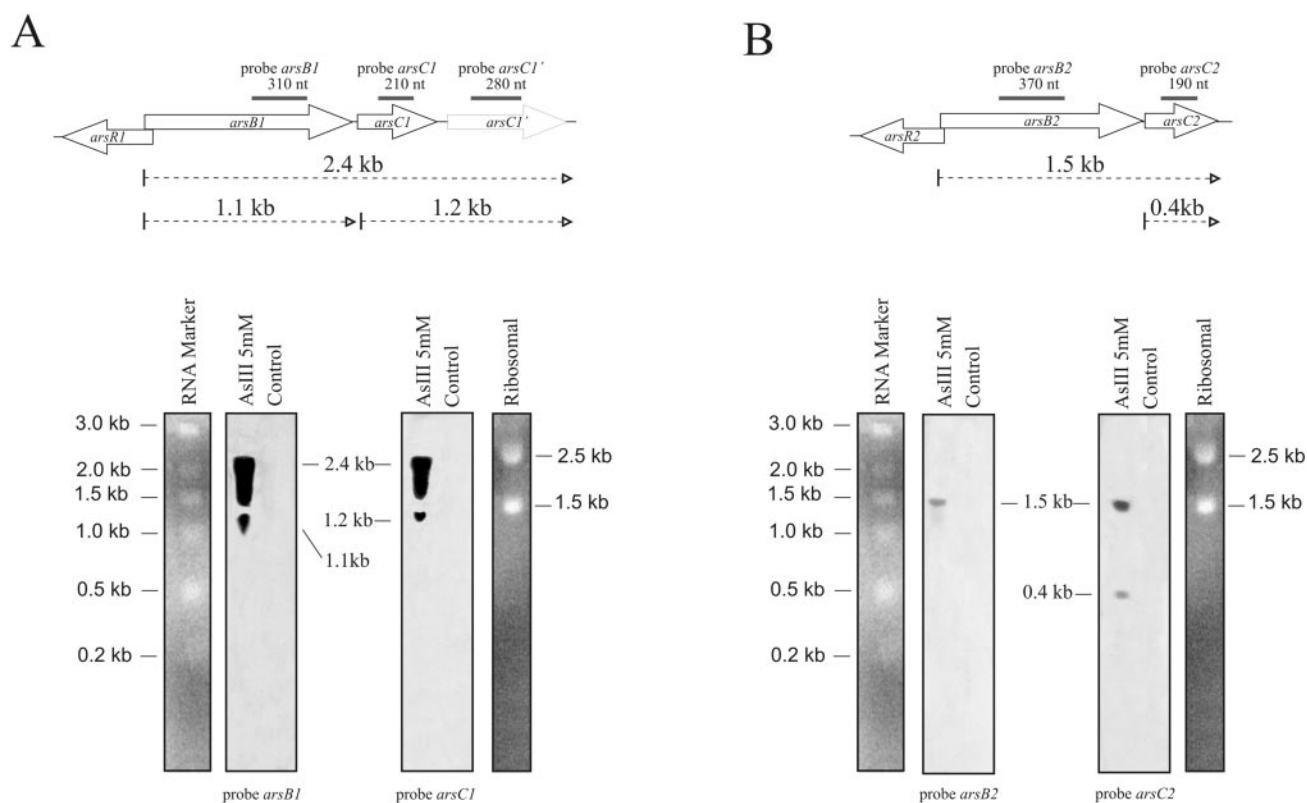 A
probe arsB1
310 nt
probe arsC1
210 nt
probe arsC1´
280 nt
arsR1
arsB1
arsC1
arsC1´
2.4 kb
1.1 kb
1.2 kb
RNA Marker
AsIII 5mM
Control
AsIII 5mM
Control
Ribosomal
3.0 kb
2.0 kb
1.5 kb
1.0 kb
0.5 kb
0.2 kb
2.4 kb
1.2 kb
1.1kb
2.5 kb
1.5 kb
probe arsB1
probe arsC1
B
probe arsB2
370 nt
probe arsC2
190 nt
arsR2
arsB2
arsC2
1.5 kb
0.4kb
RNA Marker
AsIII 5mM
Control
AsIII 5mM
Control
Ribosomal
3.0 kb
2.0 kb
1.5 kb
1.0 kb
0.5 kb
0.2 kb
1.5 kb
0.4 kb
2.5 kb
1.5 kb
probe arsB2
probe arsC2